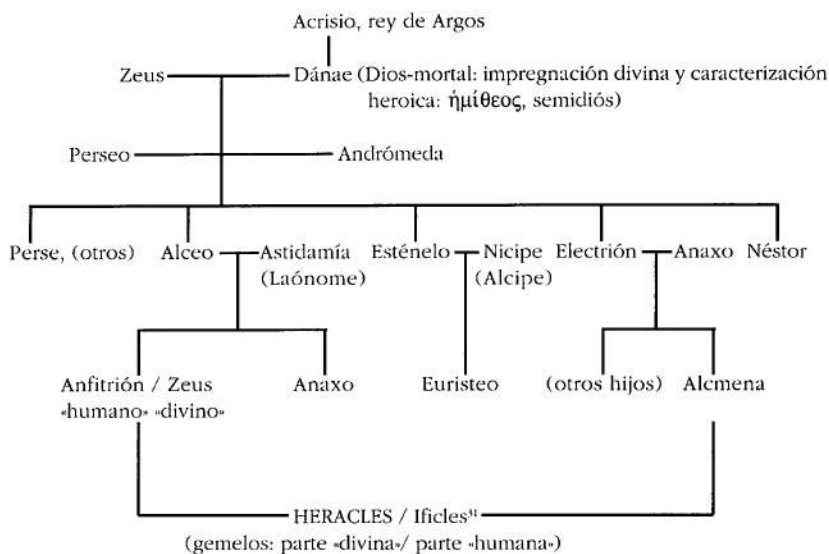 Acrisio, rey de Argos
Zeus Dánae (Dios-mortal: impregnación divina y caracterización
heroica: ἡμίθεος, semidiós)
Perseo Andrómeda
Perse, (otros) Alceo Astidamía Esténelo Nicipe Electrión Anaxo Néstor
(Laónome) (Alcipe)
Anfitrión / Zeus Anaxo Euristeo (otros hijos) Alcmena
«humano» «divino»
HERACLES / Ificles³¹
(gemelos: parte «divina»/ parte «humana»)